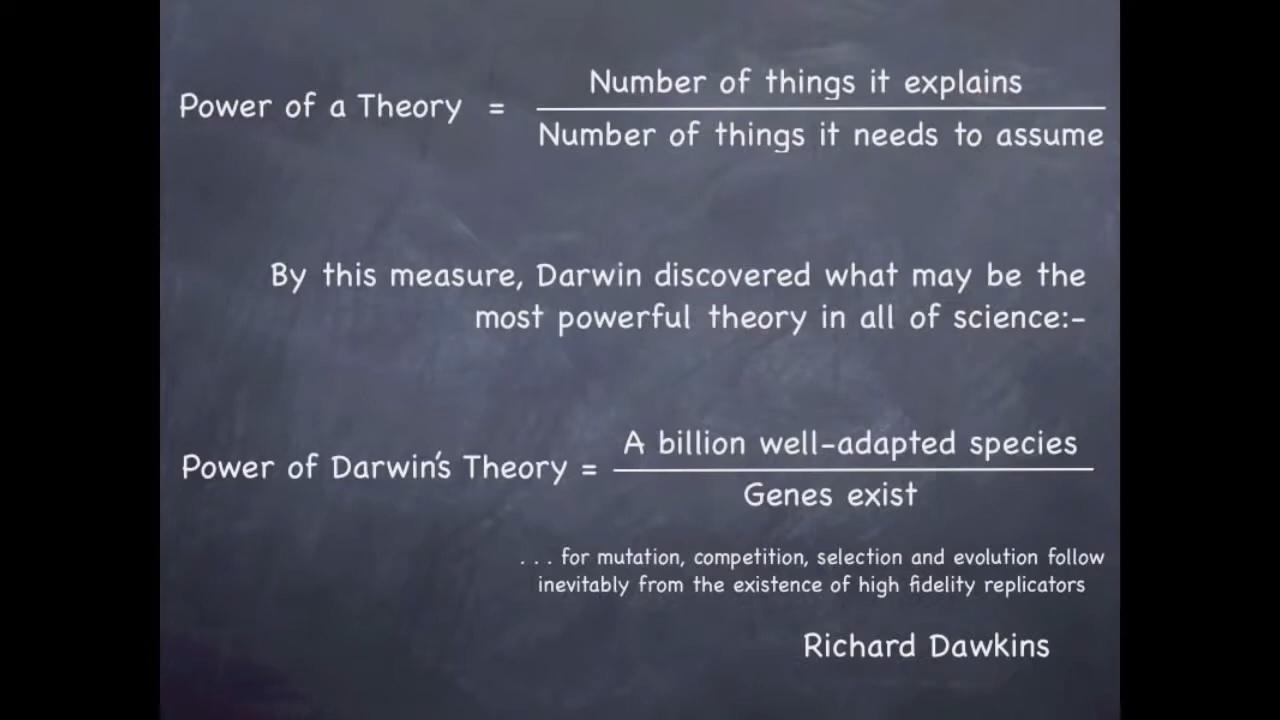 Power of a Theory = Number of things it explains
Number of things it needs to assume
By this measure, Darwin discovered what may be the
most powerful theory in all of science:-
Power of Darwin's Theory = A billion well-adapted species
Genes exist
. . . for mutation, competition, selection and evolution follow
inevitably from the existence of high fidelity replicators
Richard Dawkins